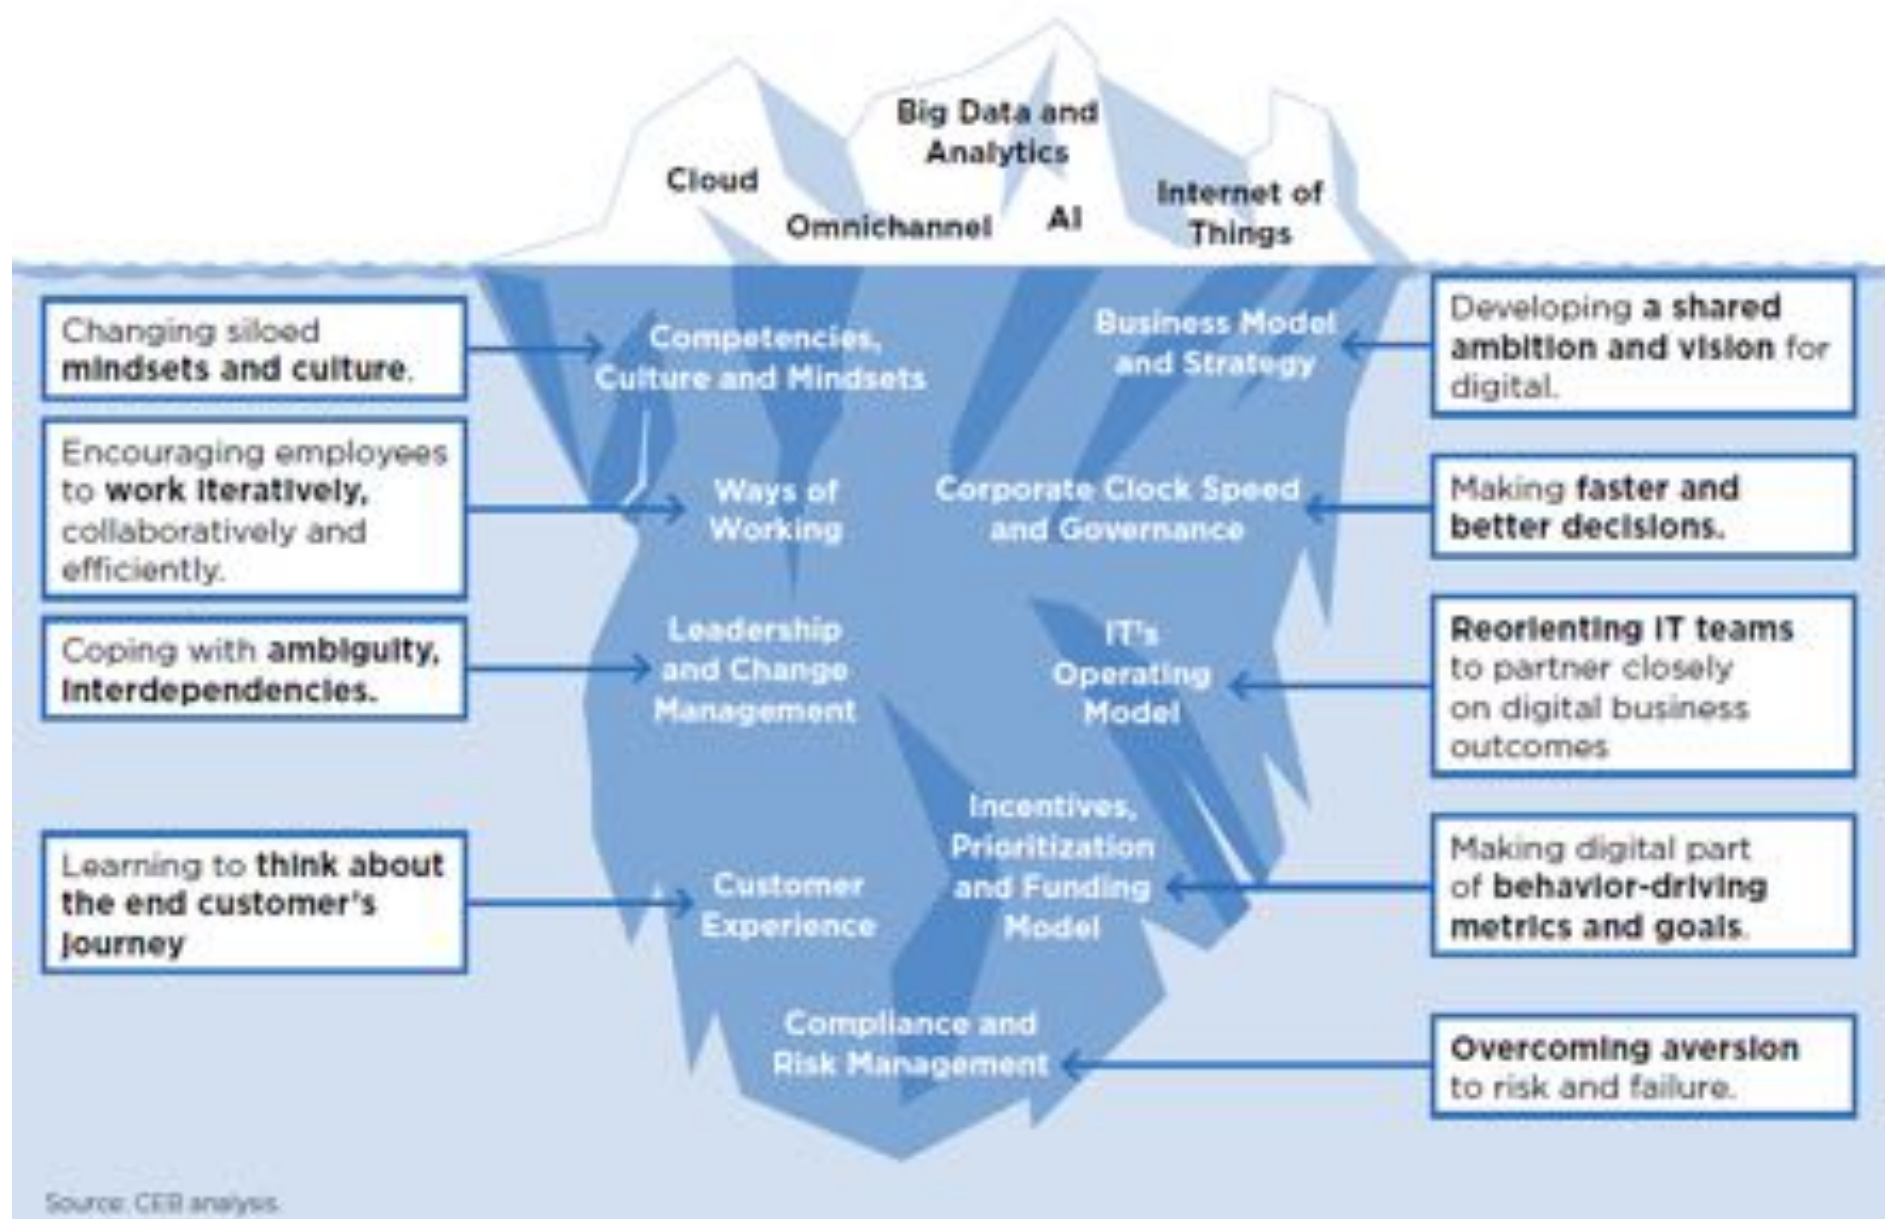 Big Data and
Analytics
Cloud
Omnichannel
AI
Internet of
Things
Changing siloed
mindsets and culture.
Encouraging employees
to work iteratively,
collaboratively and
efficiently.
Coping with ambiguity,
interdependencies.
Learning to think about
the end customer's
journey
Competencies,
Culture and Mindsets
Ways of
Working
Leadership
and Change
Management
Customer
Experience
Business Model
and Strategy
Corporate Clock Speed
and Governance
IT's
Operating
Model
Incentives,
Prioritization
and Funding
Model
Compliance and
Risk Management
Developing a shared
ambition and vision for
digital.
Making faster and
better decisions.
Reorienting IT teams
to partner closely
on digital business
outcomes
Making digital part
of behavior-driving
metrics and goals.
Overcoming aversion
to risk and failure.
Source: CEB analysis.